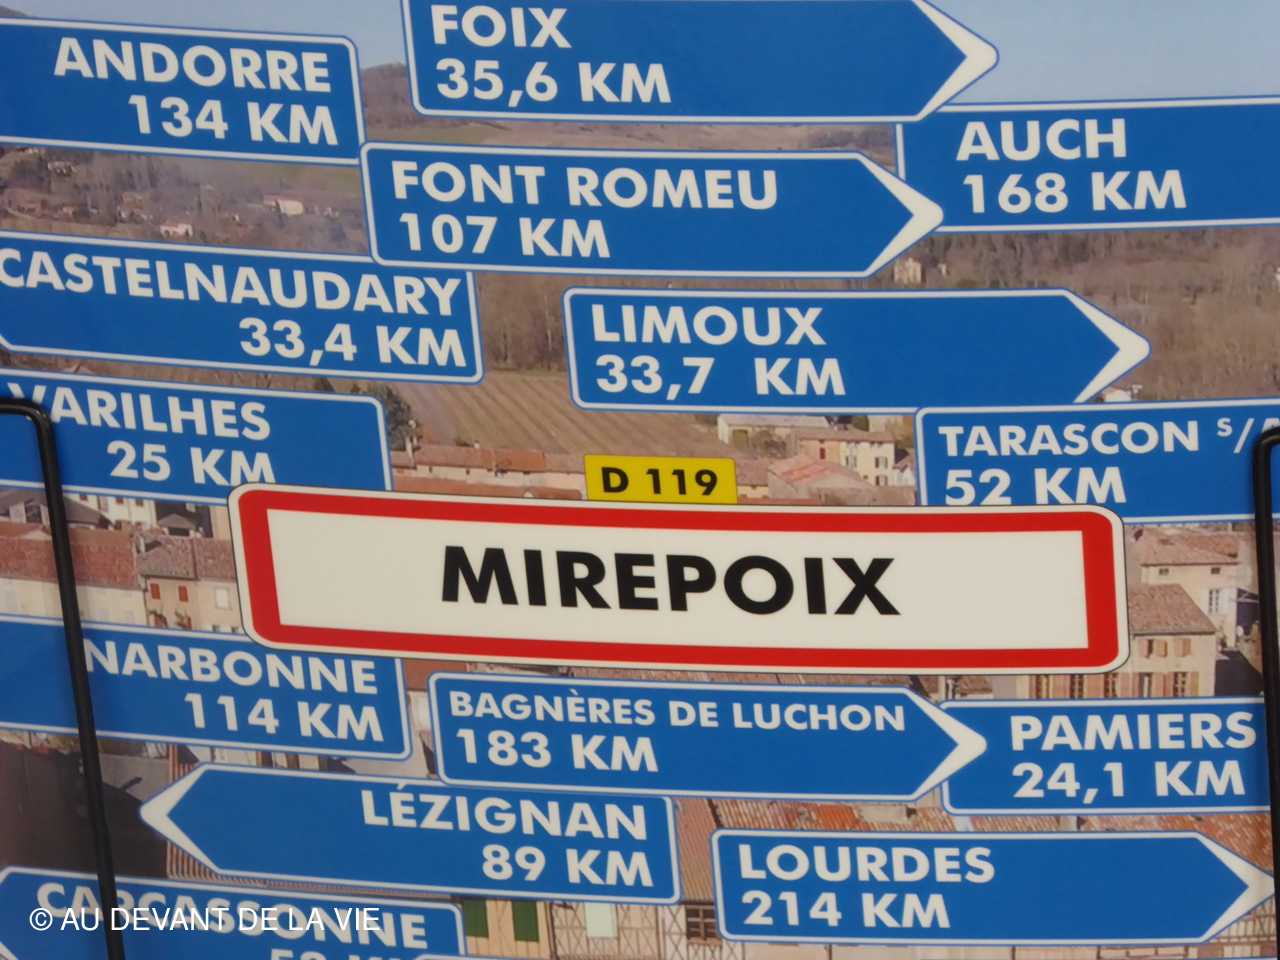 ANDORRE
134 KM
FOIX
35,6 KM
AUCH
168 KM
FONT ROMEU
107 KM
CASTELNAUDARY
33,4 KM
LIMOUX
33,7 KM
VARILHES
25 KM
TARASCON S/
52 KM
D 119
MIREPOIX
NARBONNE
114 KM
BAGNÈRES DE LUCHON
183 KM
PAMIERS
24,1 KM
LÉZIGNAN
89 KM
LOURDES
214 KM
CARCASSONNE
© AU DEVANT DE LA VIE